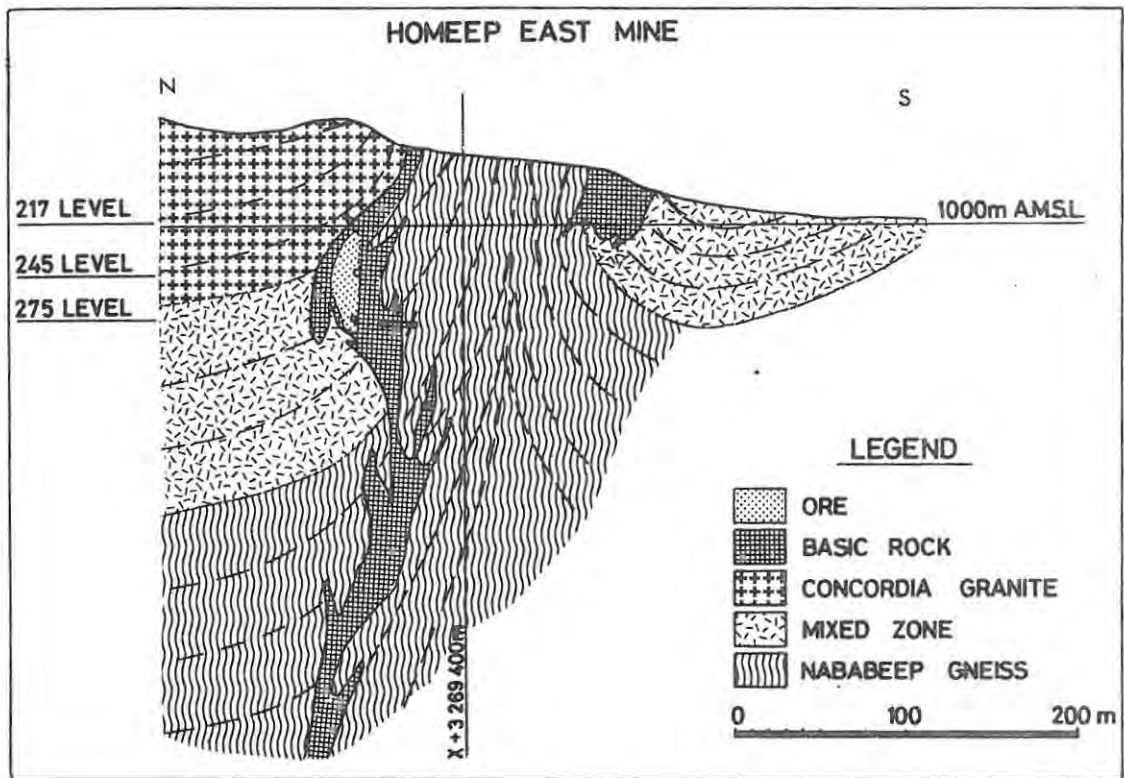 HOMEEP EAST MINE
N
S
217 LEVEL
1000m A.M.S.L.
245 LEVEL
275 LEVEL
X + 3 269 400m
LEGEND
ORE
BASIC ROCK
CONCORDIA GRANITE
MIXED ZONE
NABABEEP GNEISS
0 100 200 m